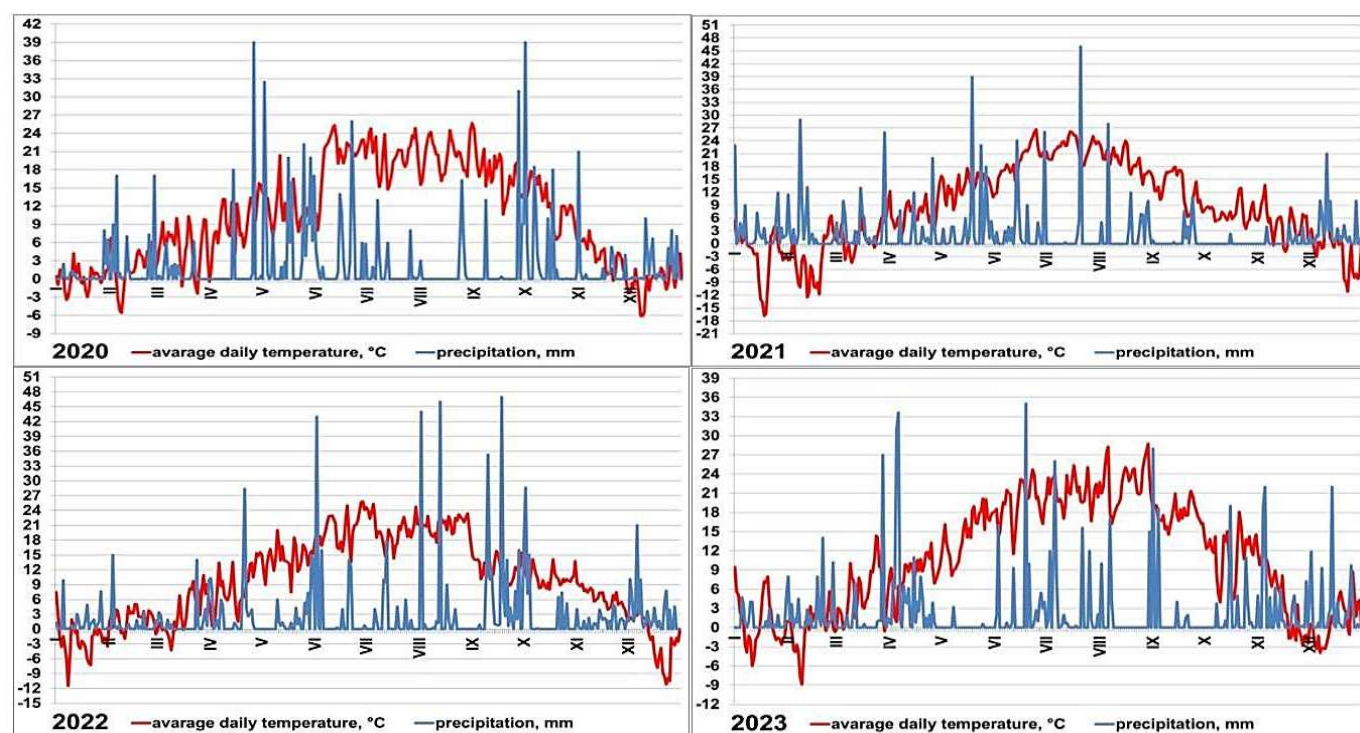 42
39
36
33
30
27
24
21
18
15
12
9
6
3
0
-3
-6
-9
I
II
III
IV
V
VI
VII
VIII
IX
X
XI
XII
2020 avarage daily temperature, °C precipitation, mm
51
48
45
42
39
36
33
30
27
24
21
18
15
12
9
6
3
0
-3
-6
-9
-12
-15
-18
-21
I
II
III
IV
V
VI
VII
VIII
IX
X
XI
XII
2021 avarage daily temperature, °C precipitation, mm
51
48
45
42
39
36
33
30
27
24
21
18
15
12
9
6
3
0
-3
-6
-9
-12
-15
I
II
III
IV
V
VI
VII
VIII
IX
X
XI
XII
2022 avarage daily temperature, °C precipitation, mm
39
36
33
30
27
24
21
18
15
12
9
6
3
0
-3
-6
-9
-12
I
II
III
IV
V
VI
VII
VIII
IX
X
XI
XII
2023 avarage daily temperature, °C precipitation, mm